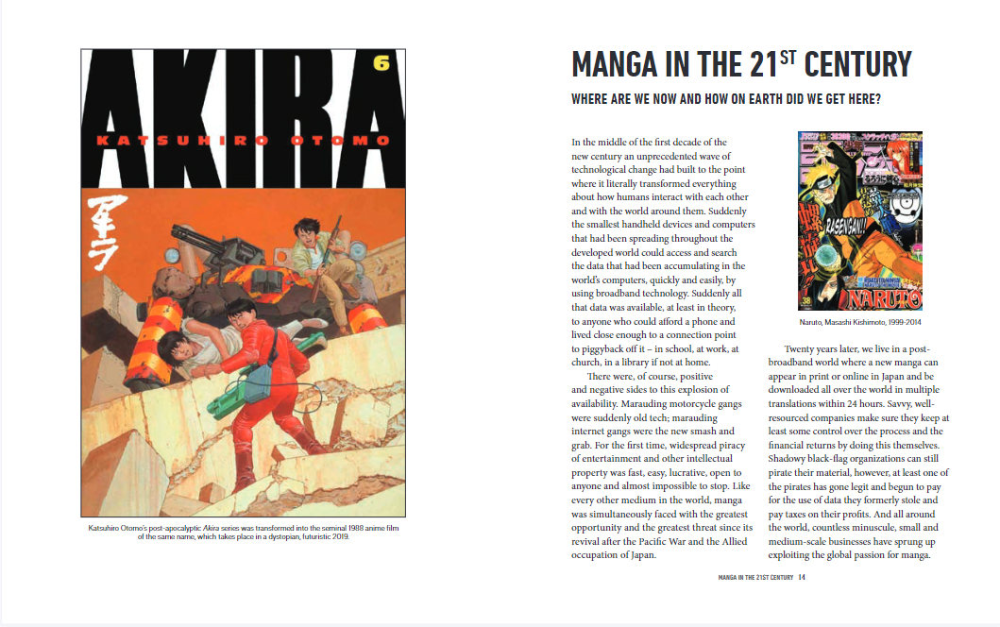 AKIRA
6
KATSUHIRO OTOMO
アキラ
Katsuhiro Otomo's post-apocalyptic Akira series was transformed into the seminal 1988 anime film
of the same name, which takes place in a dystopian, futuristic 2019.
MANGA IN THE 21ST CENTURY
WHERE ARE WE NOW AND HOW ON EARTH DID WE GET HERE?
In the middle of the first decade of the
new century an unprecedented wave of
technological change had built to the point
where it literally transformed everything
about how humans interact with each other
and with the world around them. Suddenly
the smallest handheld devices and computers
that had been spreading throughout the
developed world could access and search
the data that had been accumulating in the
world's computers, quickly and easily, by
using broadband technology. Suddenly all
that data was available, at least in theory,
to anyone who could afford a phone and
lived close enough to a connection point
to piggyback off it – in school, at work, at
church, in a library if not at home.
There were, of course, positive
and negative sides to this explosion of
availability. Marauding motorcycle gangs
were suddenly old tech; marauding
internet gangs were the new smash and
grab. For the first time, widespread piracy
of entertainment and other intellectual
property was fast, easy, lucrative, open to
anyone and almost impossible to stop. Like
every other medium in the world, manga
was simultaneously faced with the greatest
opportunity and the greatest threat since its
revival after the Pacific War and the Allied
occupation of Japan.
RASENGAN!!
NARUTO
38
Naruto, Masashi Kishimoto, 1999-2014
Twenty years later, we live in a post-
broadband world where a new manga can
appear in print or online in Japan and be
downloaded all over the world in multiple
translations within 24 hours. Savvy, well-
resourced companies make sure they keep at
least some control over the process and the
financial returns by doing this themselves.
Shadowy black-flag organizations can still
pirate their material, however, at least one of
the pirates has gone legit and begun to pay
for the use of data they formerly stole and
pay taxes on their profits. And all around
the world, countless minuscule, small and
medium-scale businesses have sprung up
exploiting the global passion for manga.
MANGA IN THE 21ST CENTURY 14